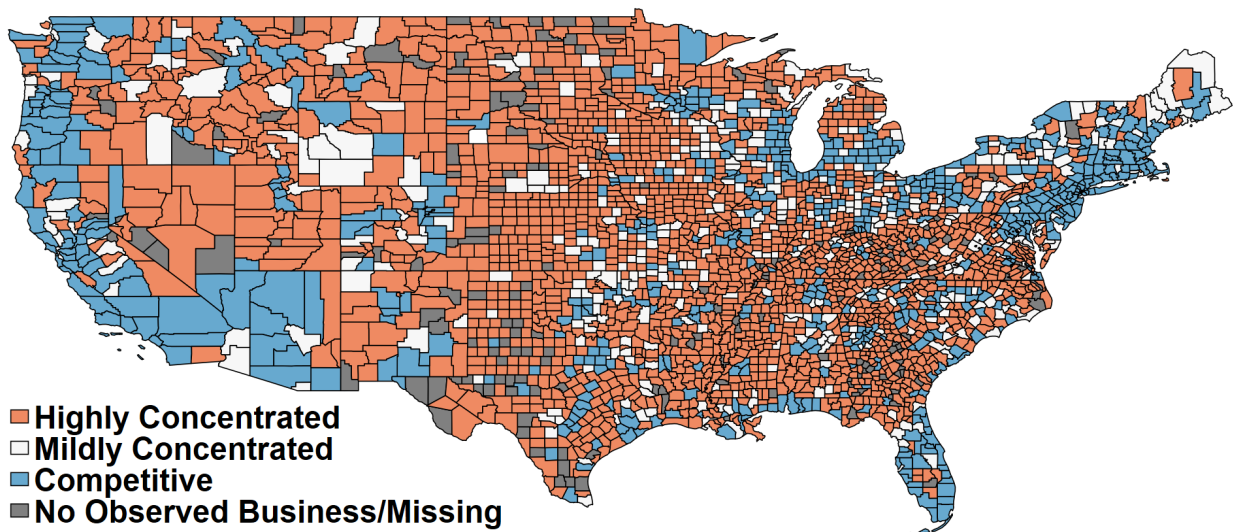 Highly Concentrated
Mildly Concentrated
Competitive
No Observed Business/Missing